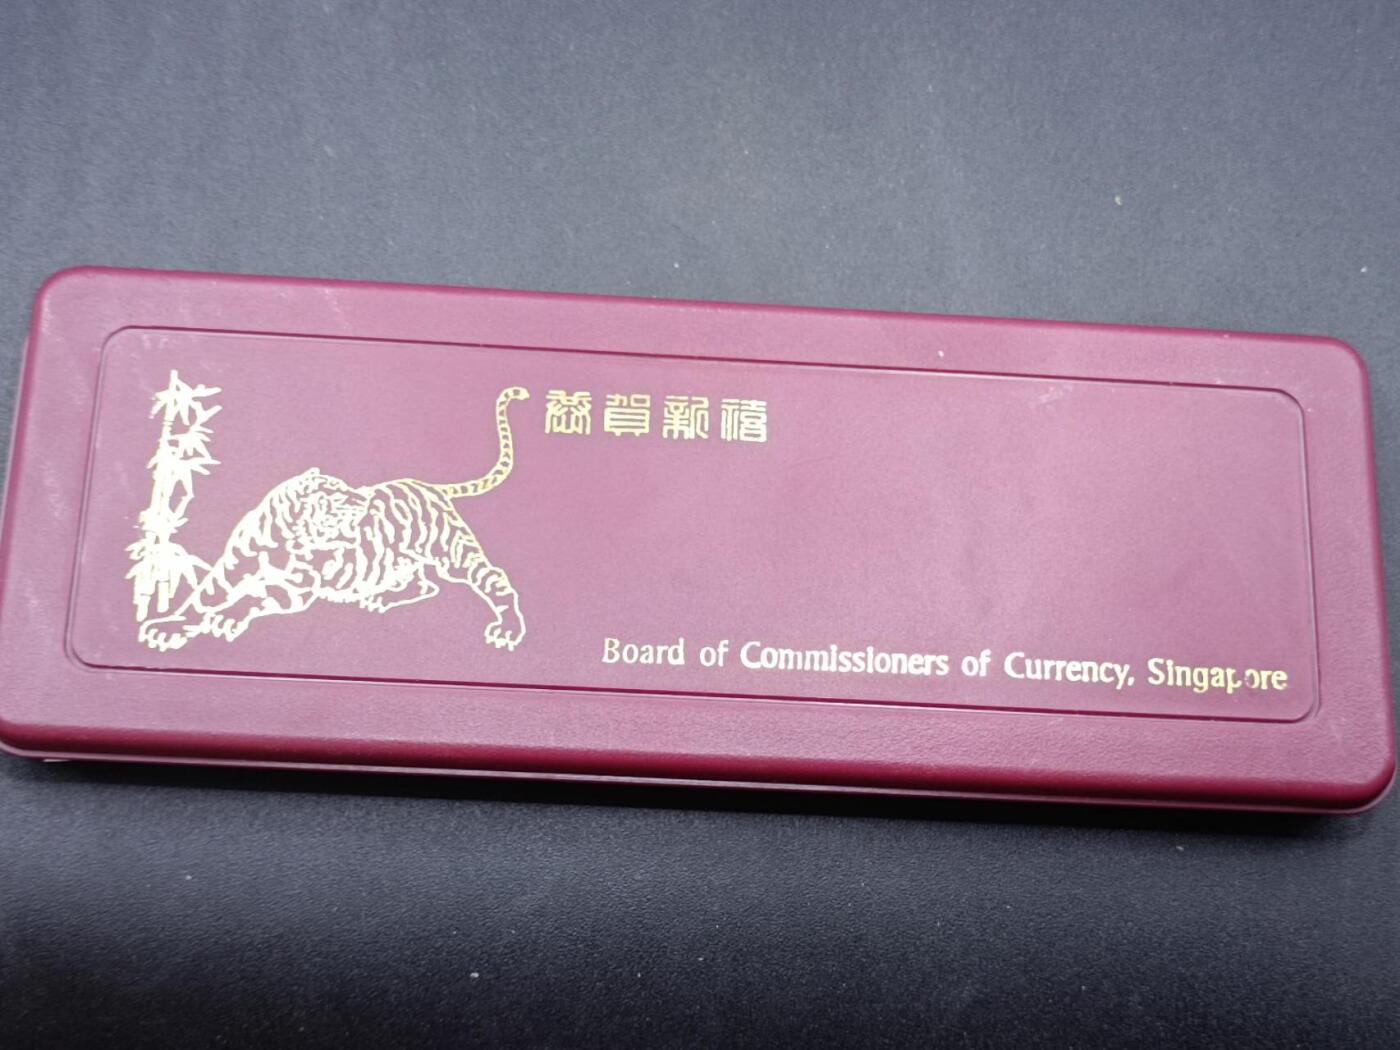 恭賀新禧
Board of Commissioners of Currency, Singapore